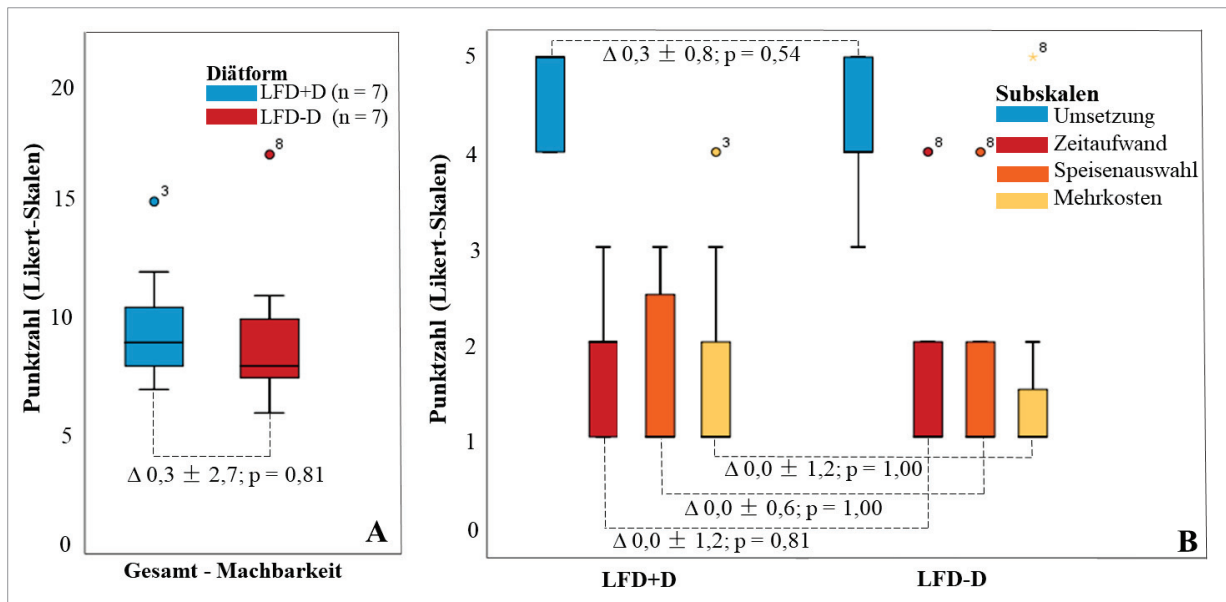 Punktzahl (Likert-Skalen)
20
15
10
5
0
Diätform
LFD+D (n = 7)
LFD-D (n = 7)
3
8
Δ 0,3 ± 2,7; p = 0,81
A
Gesamt - Machbarkeit
Punktzahl (Likert-Skalen)
5
4
3
2
1
0
Δ 0,3 ± 0,8; p = 0,54
8
Subskalen
Umsetzung
Zeitaufwand
Speisenauswahl
Mehrkosten
3
8
8
Δ 0,0 ± 1,2; p = 1,00
Δ 0,0 ± 0,6; p = 1,00
Δ 0,0 ± 1,2; p = 0,81
B
LFD+D
LFD-D